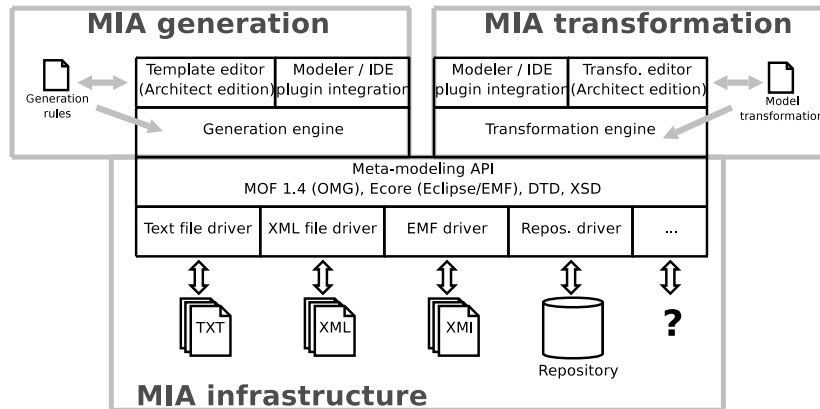 MIA generation
MIA transformation
Template editor
(Architect edition)
Modeler / IDE
plugin integration
Modeler / IDE
plugin integration
Transfo. editor
(Architect edition)
Generation
rules
Model
transformation
Generation engine
Transformation engine
Meta-modeling API
MOF 1.4 (OMG), Ecore (Eclipse/EMF), DTD, XSD
Text file driver
XML file driver
EMF driver
Repos. driver
...
TXT
XML
XMI
?
Repository
MIA infrastructure